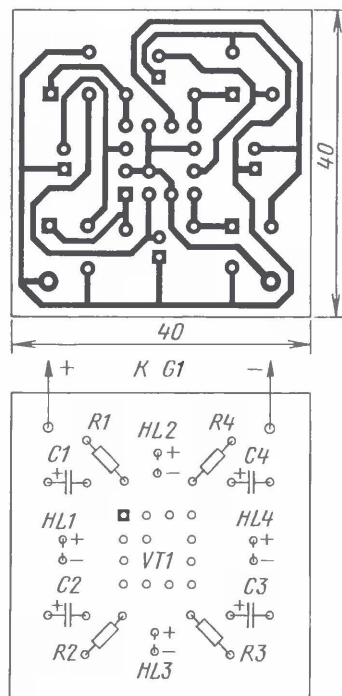 40
40
+ К G1 −
R1 R4
HL2
C1 + C4
+ − +
HL1 HL4
+ +
− VT1 −
C2 C3
+ + +
R2 − R3
HL3